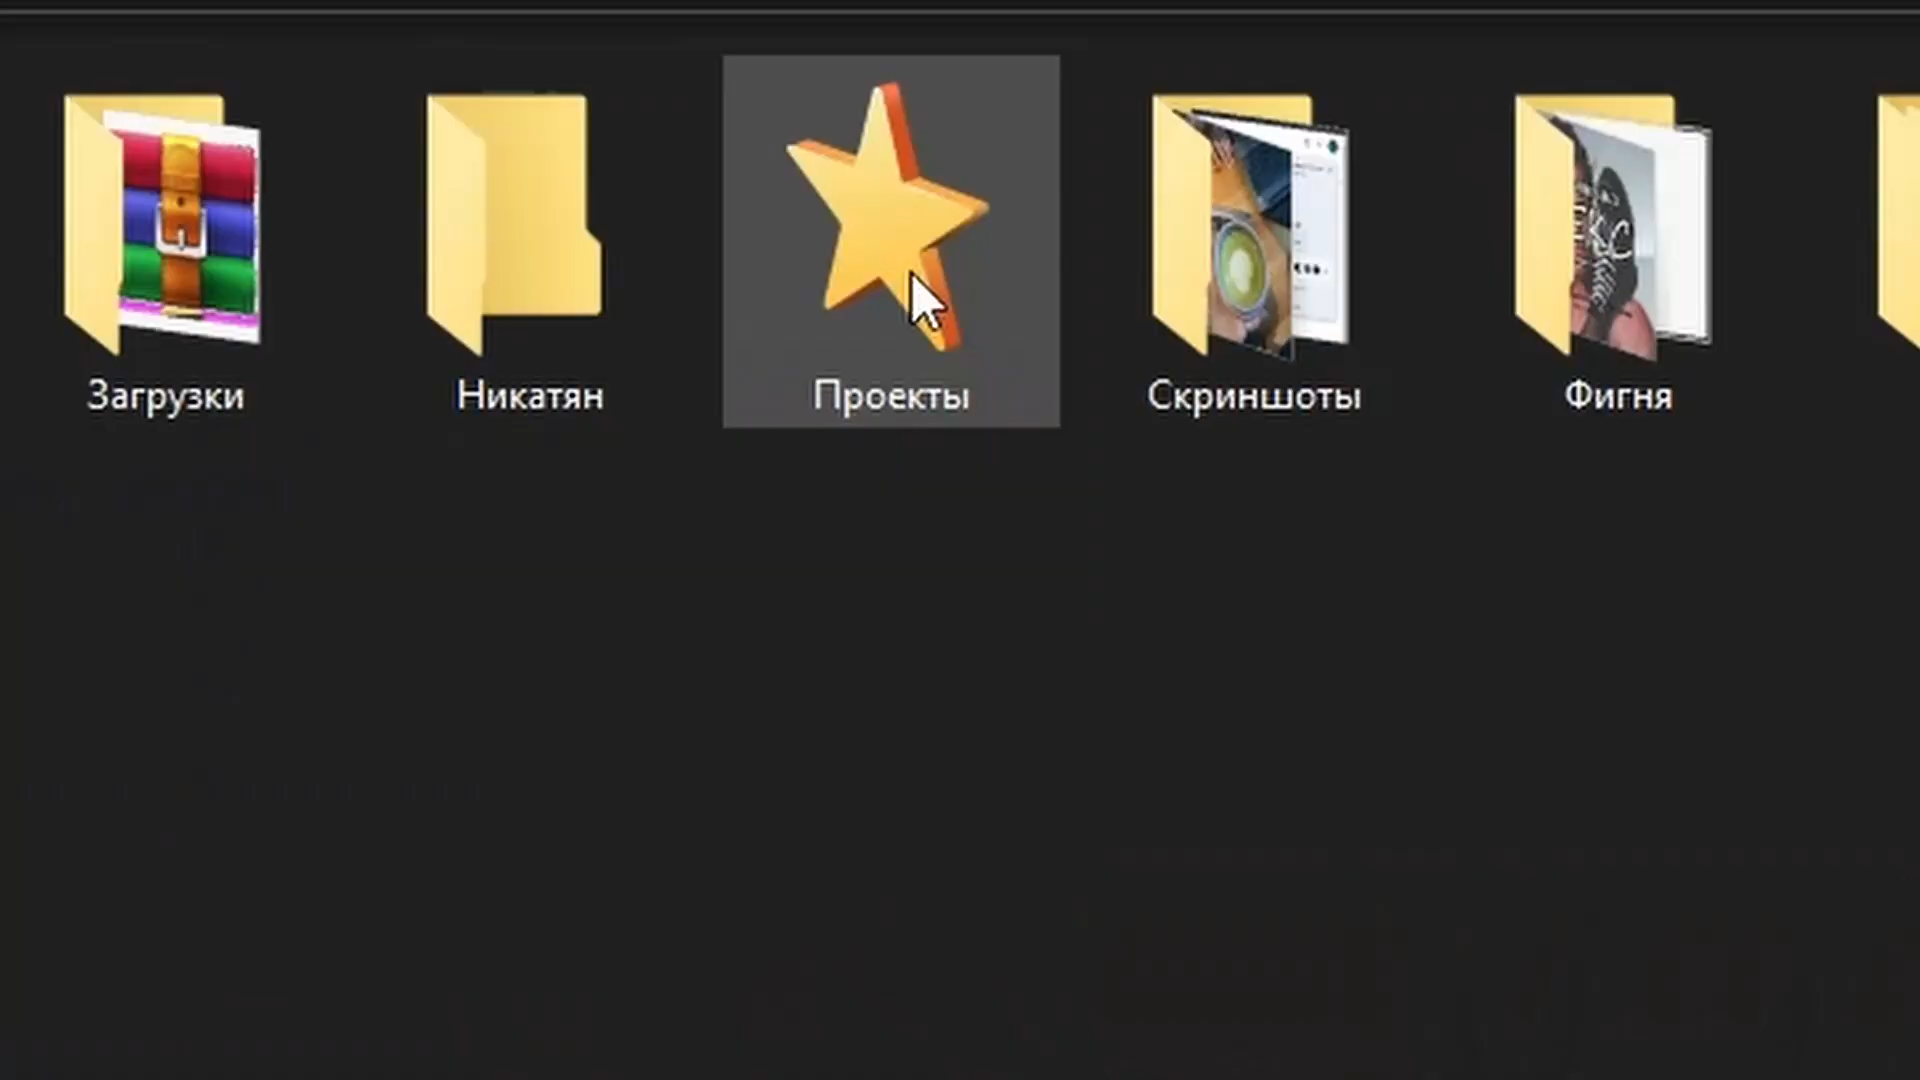 Загрузки
Никатян
Проекты
Скриншоты
Фигня